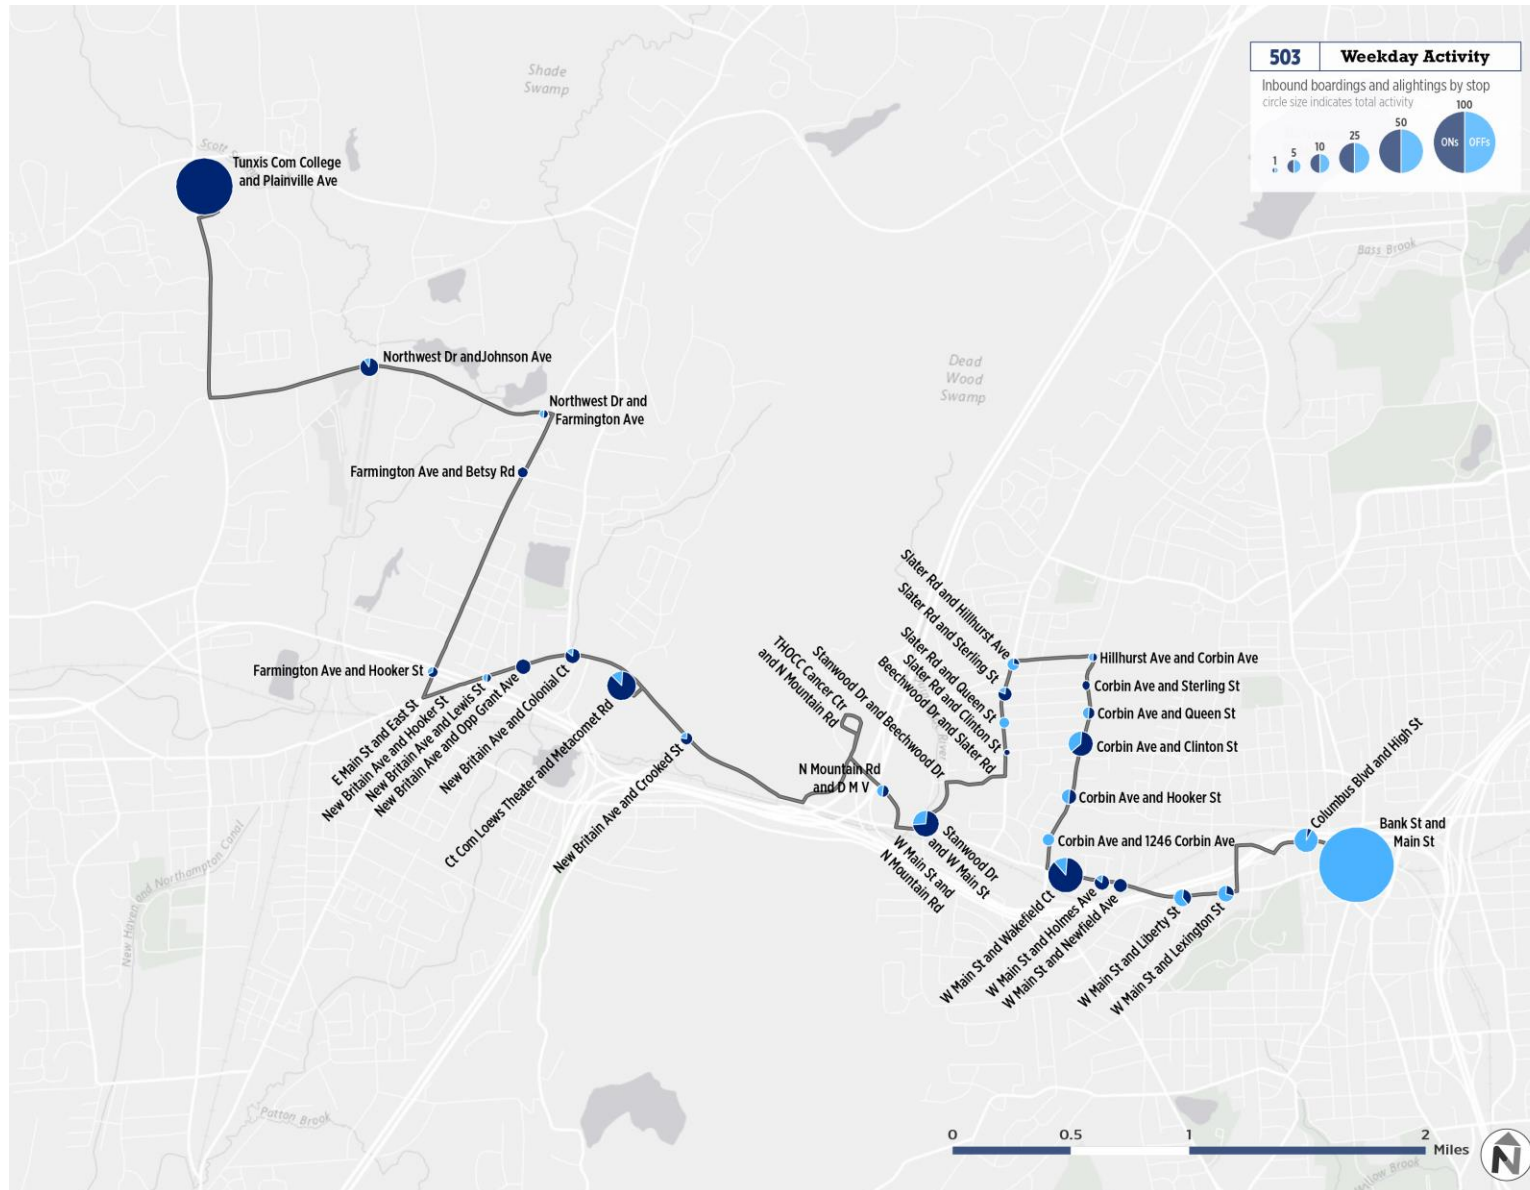 503
Weekday Activity
Inbound boardings and alightings by stop
circle size indicates total activity
1
5
10
25
50
100
ONs
OFFs
Shade
Swamp
Tunxis Com College
and Plainville Ave
Bass Brook
Northwest Dr andJohnson Ave
Northwest Dr and
Farmington Ave
Dead
Wood
Swamp
Farmington Ave and Betsy Rd
Farmington Ave and Hooker St
E Main St and East St
New Britain Ave and Hooker St
New Britain Ave and Lewis St
New Britain Ave and Opp Grant Ave
New Britain Ave and Colonial Ct
Ct Com Loews Theater and Metacomet Rd
New Britain Ave and Crooked St
THOCC Cancer Ctr
and N Mountain Rd
N Mountain Rd
and D M V
W Main St and
N Mountain Rd
Stanwood Dr
and W Main St
Stanwood Dr and Beechwood Dr
Beechwood Dr and Slater Rd
Slater Rd and Clinton St
Slater Rd and Queen St
Slater Rd and Sterling St
Slater Rd and Hillhurst Ave
River
Hillhurst Ave and Corbin Ave
Corbin Ave and Sterling St
Corbin Ave and Queen St
Corbin Ave and Clinton St
Corbin Ave and Hooker St
Corbin Ave and 1246 Corbin Ave
W Main St and Wakefield Ct
W Main St and Holmes Ave
W Main St and Newfield Ave
W Main St and Liberty St
W Main St and Lexington St
Columbus Blvd and High St
Bank St and
Main St
New Haven and Northampton Canal
Patton Brook
0
0.5
1
2
Miles
N